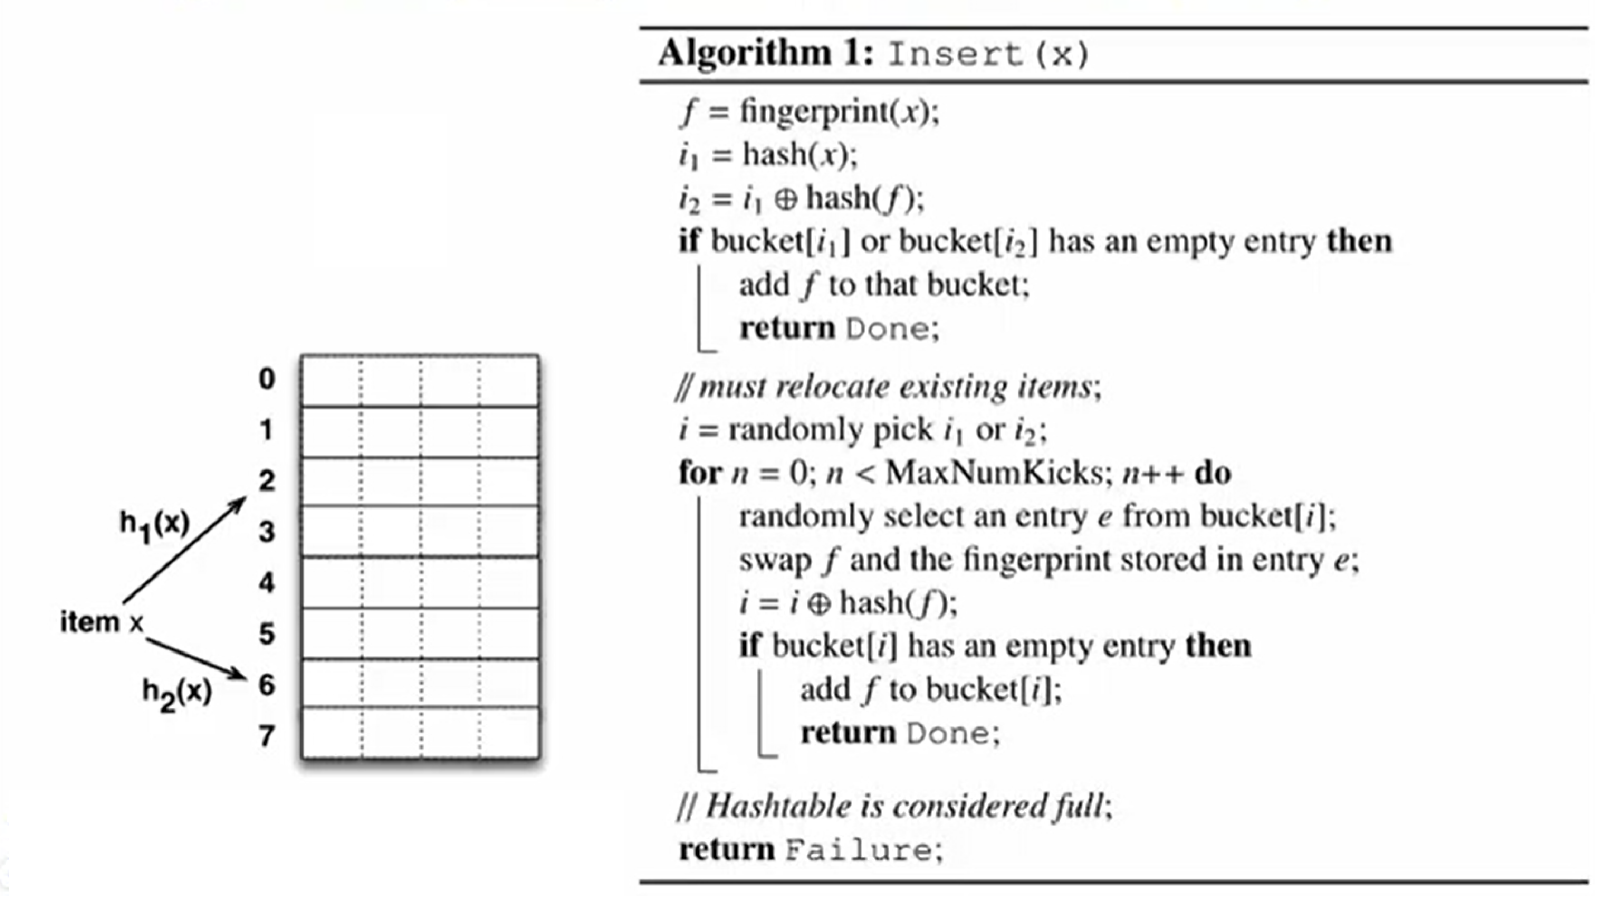 Algorithm 1: Insert (x)
f = fingerprint(x);
i₁ = hash(x);
i₂ = i₁ ⊕ hash(f);
if bucket[i₁] or bucket[i₂] has an empty entry then
add f to that bucket;
return Done;
// must relocate existing items;
i = randomly pick i₁ or i₂;
for n = 0; n < MaxNumKicks; n++ do
randomly select an entry e from bucket[i];
swap f and the fingerprint stored in entry e;
i = i ⊕ hash(f);
if bucket[i] has an empty entry then
add f to bucket[i];
return Done;
// Hashtable is considered full;
return Failure;
0
1
2
3
4
5
6
7
h₁(x)
item x
h₂(x)